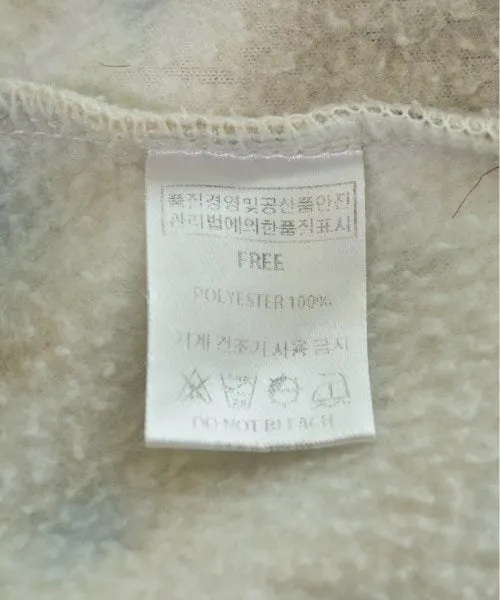 품질경영및공산품안전
관리법에의한품질표시
FREE
POLYESTER 100%
기계건조기사용금지
DO NOT BLEACH